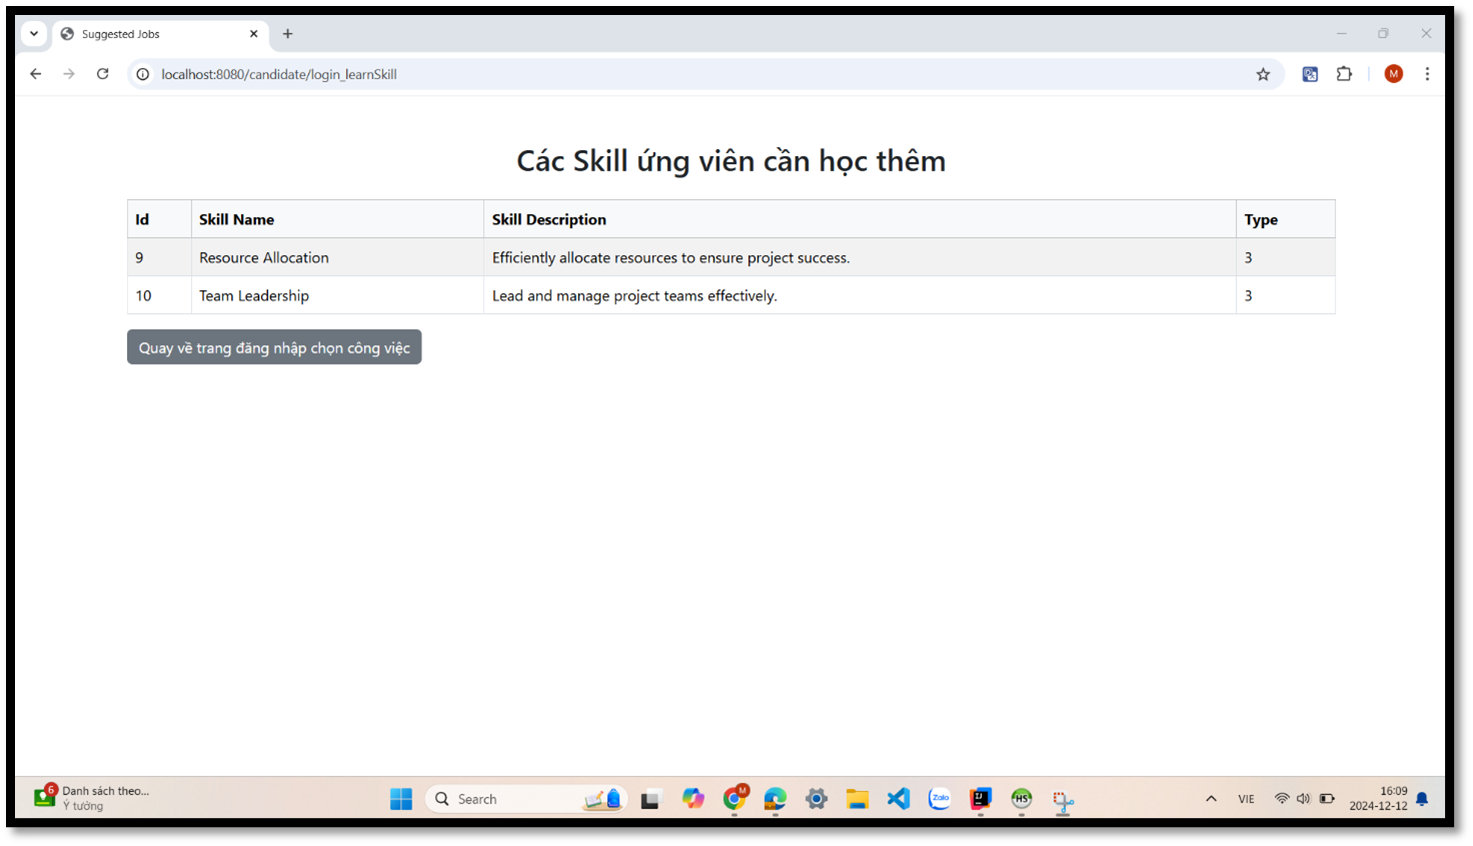 Suggested Jobs
localhost:8080/candidate/login_learnSkill
M
Các Skill ứng viên cần học thêm
Id Skill Name Skill Description Type
9 Resource Allocation Efficiently allocate resources to ensure project success. 3
10 Team Leadership Lead and manage project teams effectively. 3
Quay về trang đăng nhập chọn công việc
6
Danh sách theo...
Ý tưởng
Search
M
Zalo
HS
VIE
16:09
2024-12-12